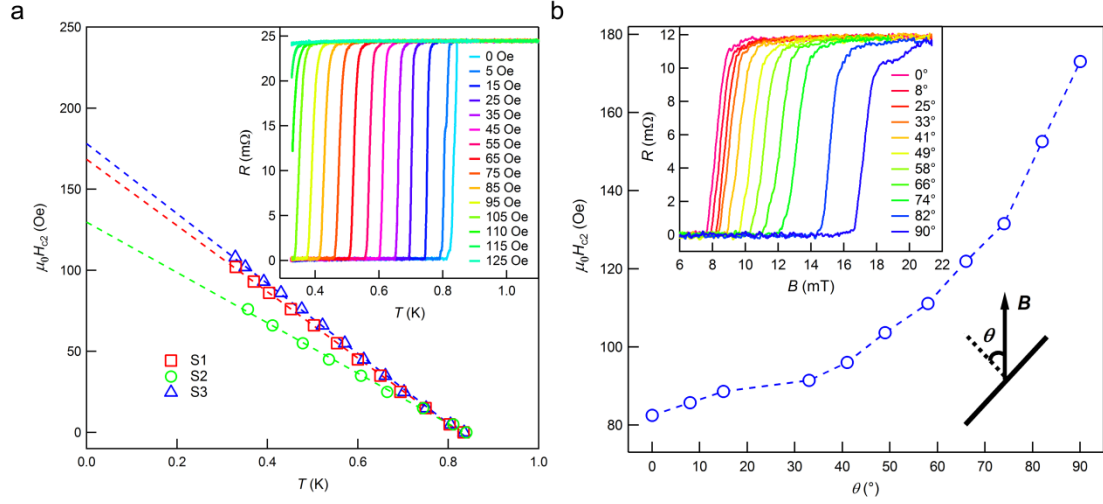 a
250
200
150
100
50
0
μ₀H_c2 (Oe)
0.0 0.2 0.4 0.6 0.8 1.0
T (K)
S1
S2
S3
25
20
15
10
5
0
R (mΩ)
0.4 0.6 0.8 1.0
T (K)
0 Oe
5 Oe
15 Oe
25 Oe
35 Oe
45 Oe
55 Oe
65 Oe
75 Oe
85 Oe
95 Oe
105 Oe
110 Oe
115 Oe
125 Oe
b
180
160
140
120
100
80
μ₀H_c2 (Oe)
0 10 20 30 40 50 60 70 80 90
θ (°)
12
10
8
6
4
2
0
R (mΩ)
6 8 10 12 14 16 18 20 22
B (mT)
0°
8°
25°
33°
41°
49°
58°
66°
74°
82°
90°
B
θ